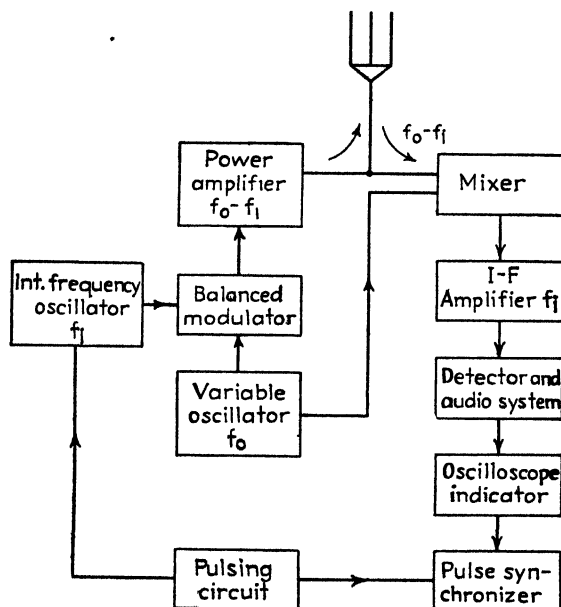 f₀-f₁
Power
amplifier
f₀-f₁
Mixer
Int. frequency
oscillator
f₁
Balanced
modulator
I-F
Amplifier f₁
Variable
oscillator
f₀
Detector and
audio system
Oscilloscope
indicator
Pulsing
circuit
Pulse syn-
chronizer